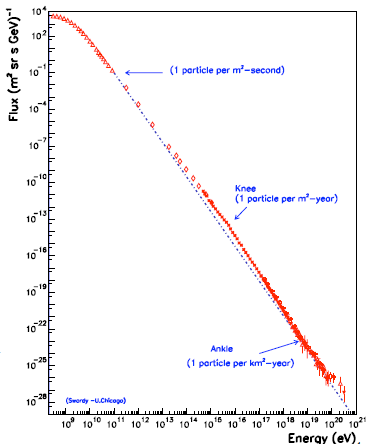 Flux (m² sr s GeV)⁻¹
10⁴
10²
10⁻¹
10⁻⁴
10⁻⁷
10⁻¹⁰
10⁻¹³
10⁻¹⁶
10⁻¹⁹
10⁻²²
10⁻²⁵
10⁻²⁸
(1 particle per m²–second)
Knee
(1 particle per m²–year)
Ankle
(1 particle per km²–year)
(Swordy –U.Chicago)
10⁹ 10¹⁰ 10¹¹ 10¹² 10¹³ 10¹⁴ 10¹⁵ 10¹⁶ 10¹⁷ 10¹⁸ 10¹⁹ 10²⁰ 10²¹
Energy (eV)